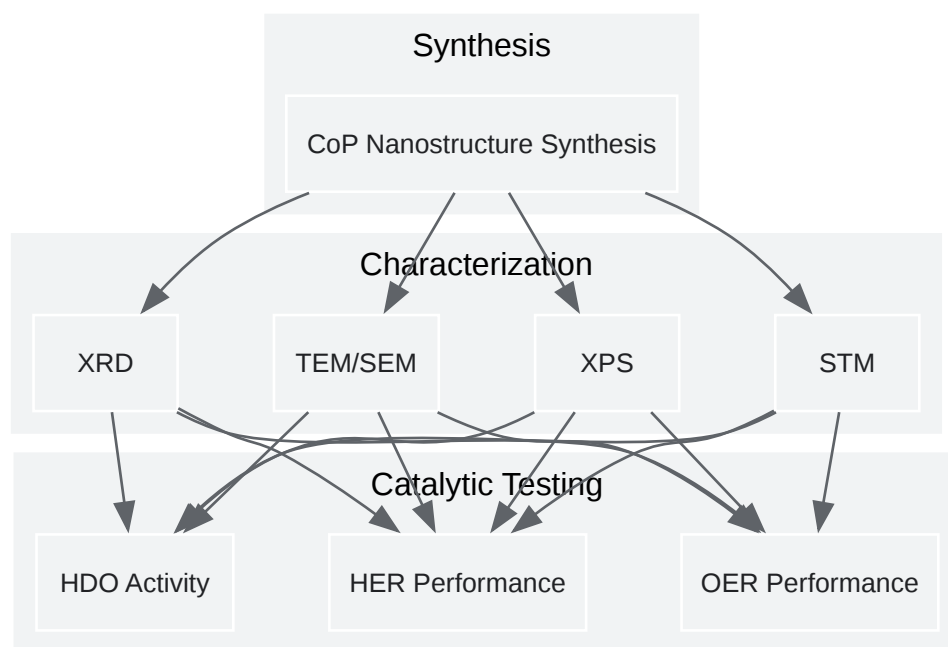 Synthesis
CoP Nanostructure Synthesis
Characterization
XRD
TEM/SEM
XPS
STM
Catalytic Testing
HDO Activity
HER Performance
OER Performance